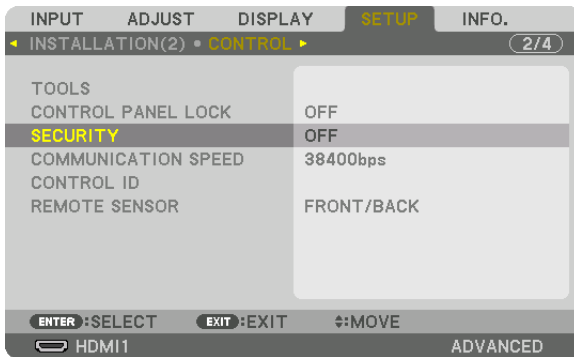 INPUT ADJUST DISPLAY SETUP INFO.
INSTALLATION(2) • CONTROL 2/4
TOOLS
CONTROL PANEL LOCK OFF
SECURITY OFF
COMMUNICATION SPEED 38400bps
CONTROL ID
REMOTE SENSOR FRONT/BACK
ENTER :SELECT EXIT :EXIT :MOVE
HDMI1 ADVANCED